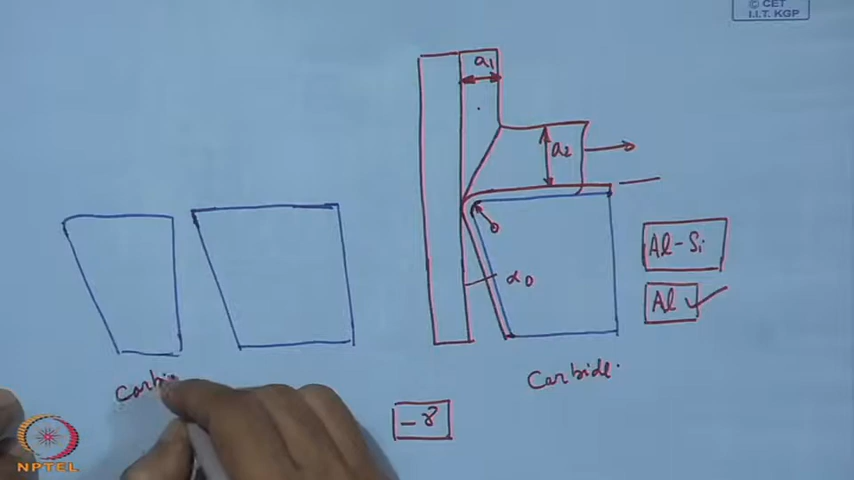 © CET
I.I.T. KGP
a₁
a₂
α₀
Al-Si
Al
Carbide.
-γ
NPTEL